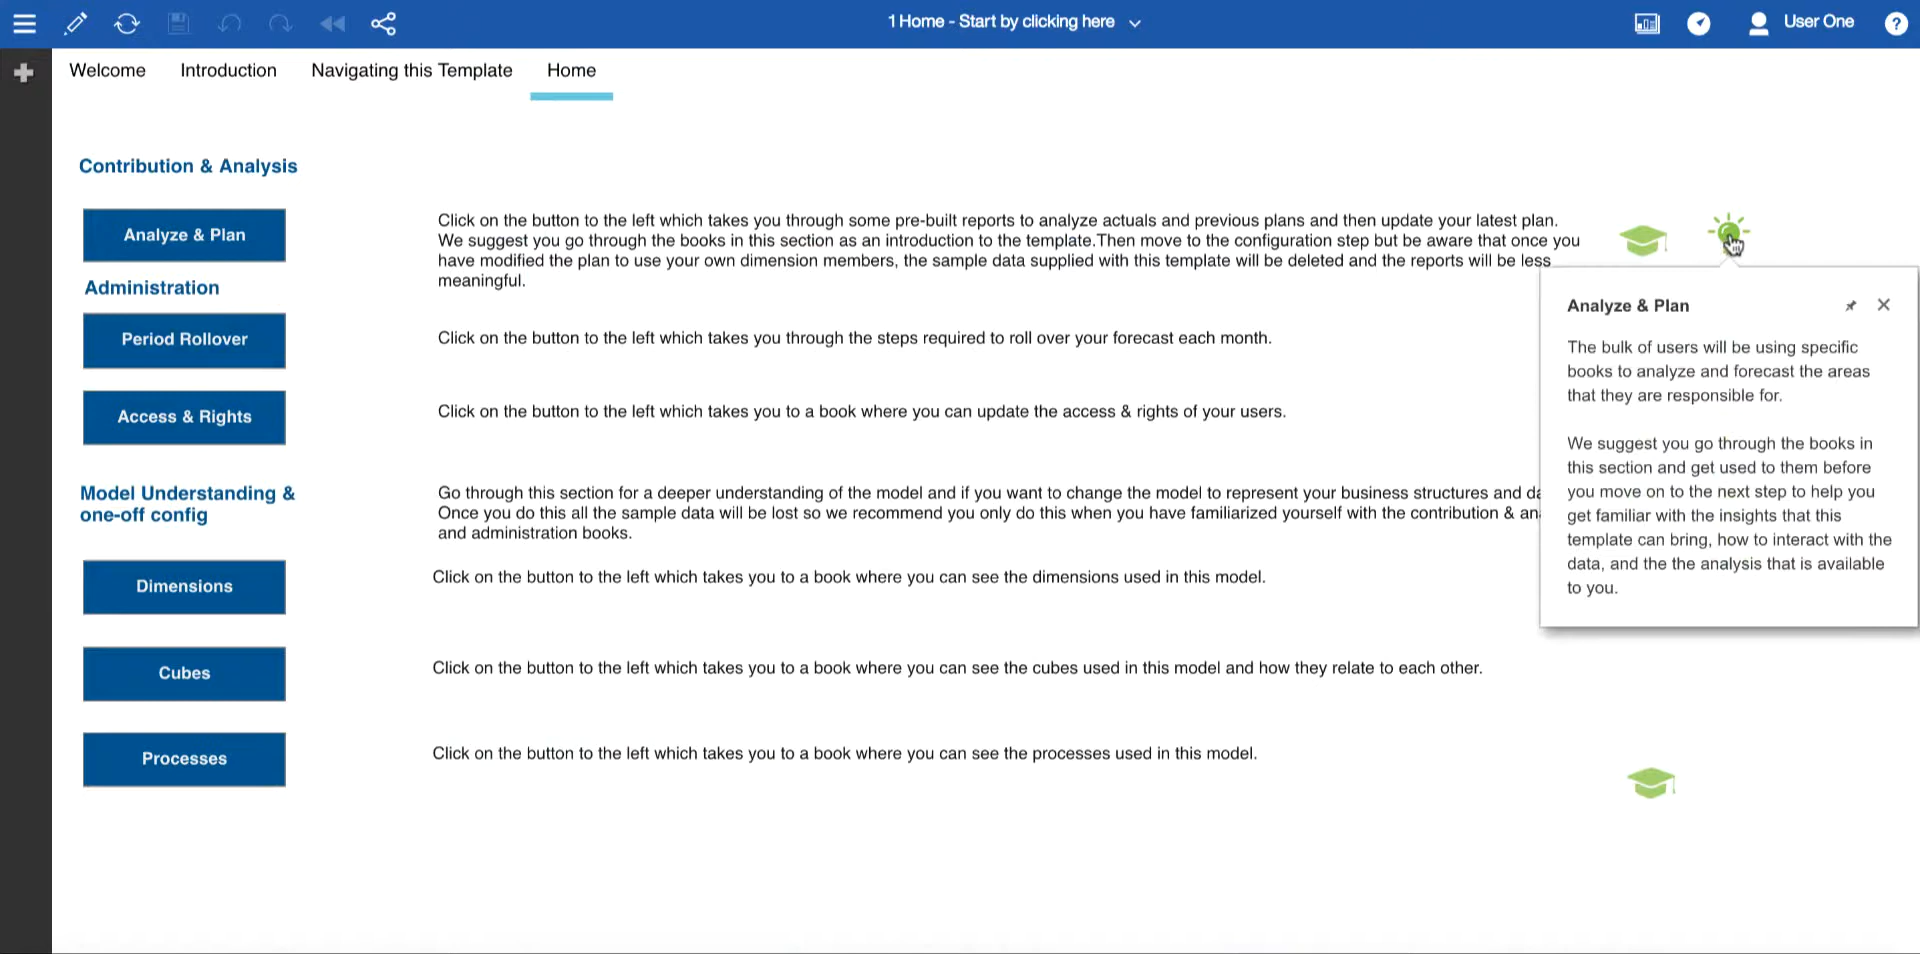 1 Home - Start by clicking here
User One
?
Welcome
Introduction
Navigating this Template
Home
Contribution & Analysis
Analyze & Plan
Click on the button to the left which takes you through some pre-built reports to analyze actuals and previous plans and then update your latest plan.
We suggest you go through the books in this section as an introduction to the template.Then move to the configuration step but be aware that once you
have modified the plan to use your own dimension members, the sample data supplied with this template will be deleted and the reports will be less
meaningful.
Administration
Period Rollover
Click on the button to the left which takes you through the steps required to roll over your forecast each month.
Access & Rights
Click on the button to the left which takes you to a book where you can update the access & rights of your users.
Model Understanding &
one-off config
Go through this section for a deeper understanding of the model and if you want to change the model to represent your business structures and da
Once you do this all the sample data will be lost so we recommend you only do this when you have familiarized yourself with the contribution & an
and administration books.
Dimensions
Click on the button to the left which takes you to a book where you can see the dimensions used in this model.
Cubes
Click on the button to the left which takes you to a book where you can see the cubes used in this model and how they relate to each other.
Processes
Click on the button to the left which takes you to a book where you can see the processes used in this model.
Analyze & Plan
The bulk of users will be using specific
books to analyze and forecast the areas
that they are responsible for.
We suggest you go through the books in
this section and get used to them before
you move on to the next step to help you
get familiar with the insights that this
template can bring, how to interact with the
data, and the the analysis that is available
to you.